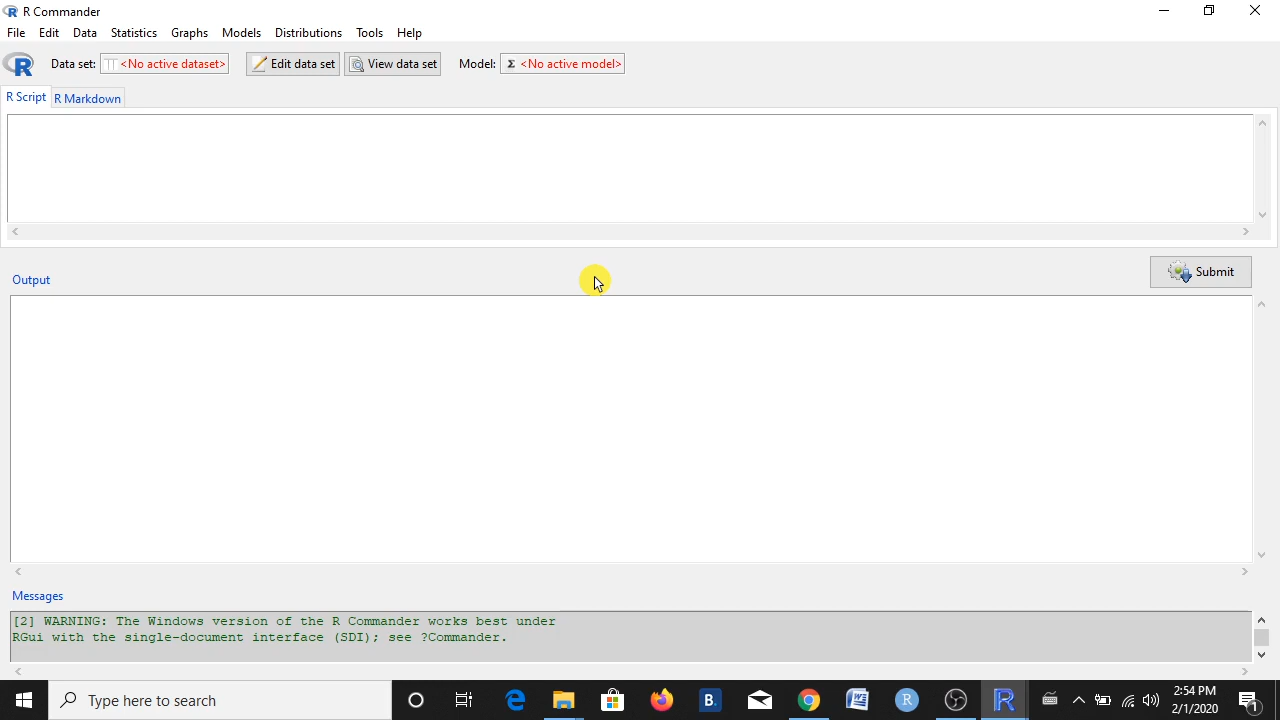 R Commander
File Edit Data Statistics Graphs Models Distributions Tools Help
R Data set: <No active dataset> Edit data set View data set Model: Σ <No active model>
R Script R Markdown
Submit
Output
Messages
[2] WARNING: The Windows version of the R Commander works best under
RGui with the single-document interface (SDI); see ?Commander.
Type here to search
2:54 PM
2/1/2020